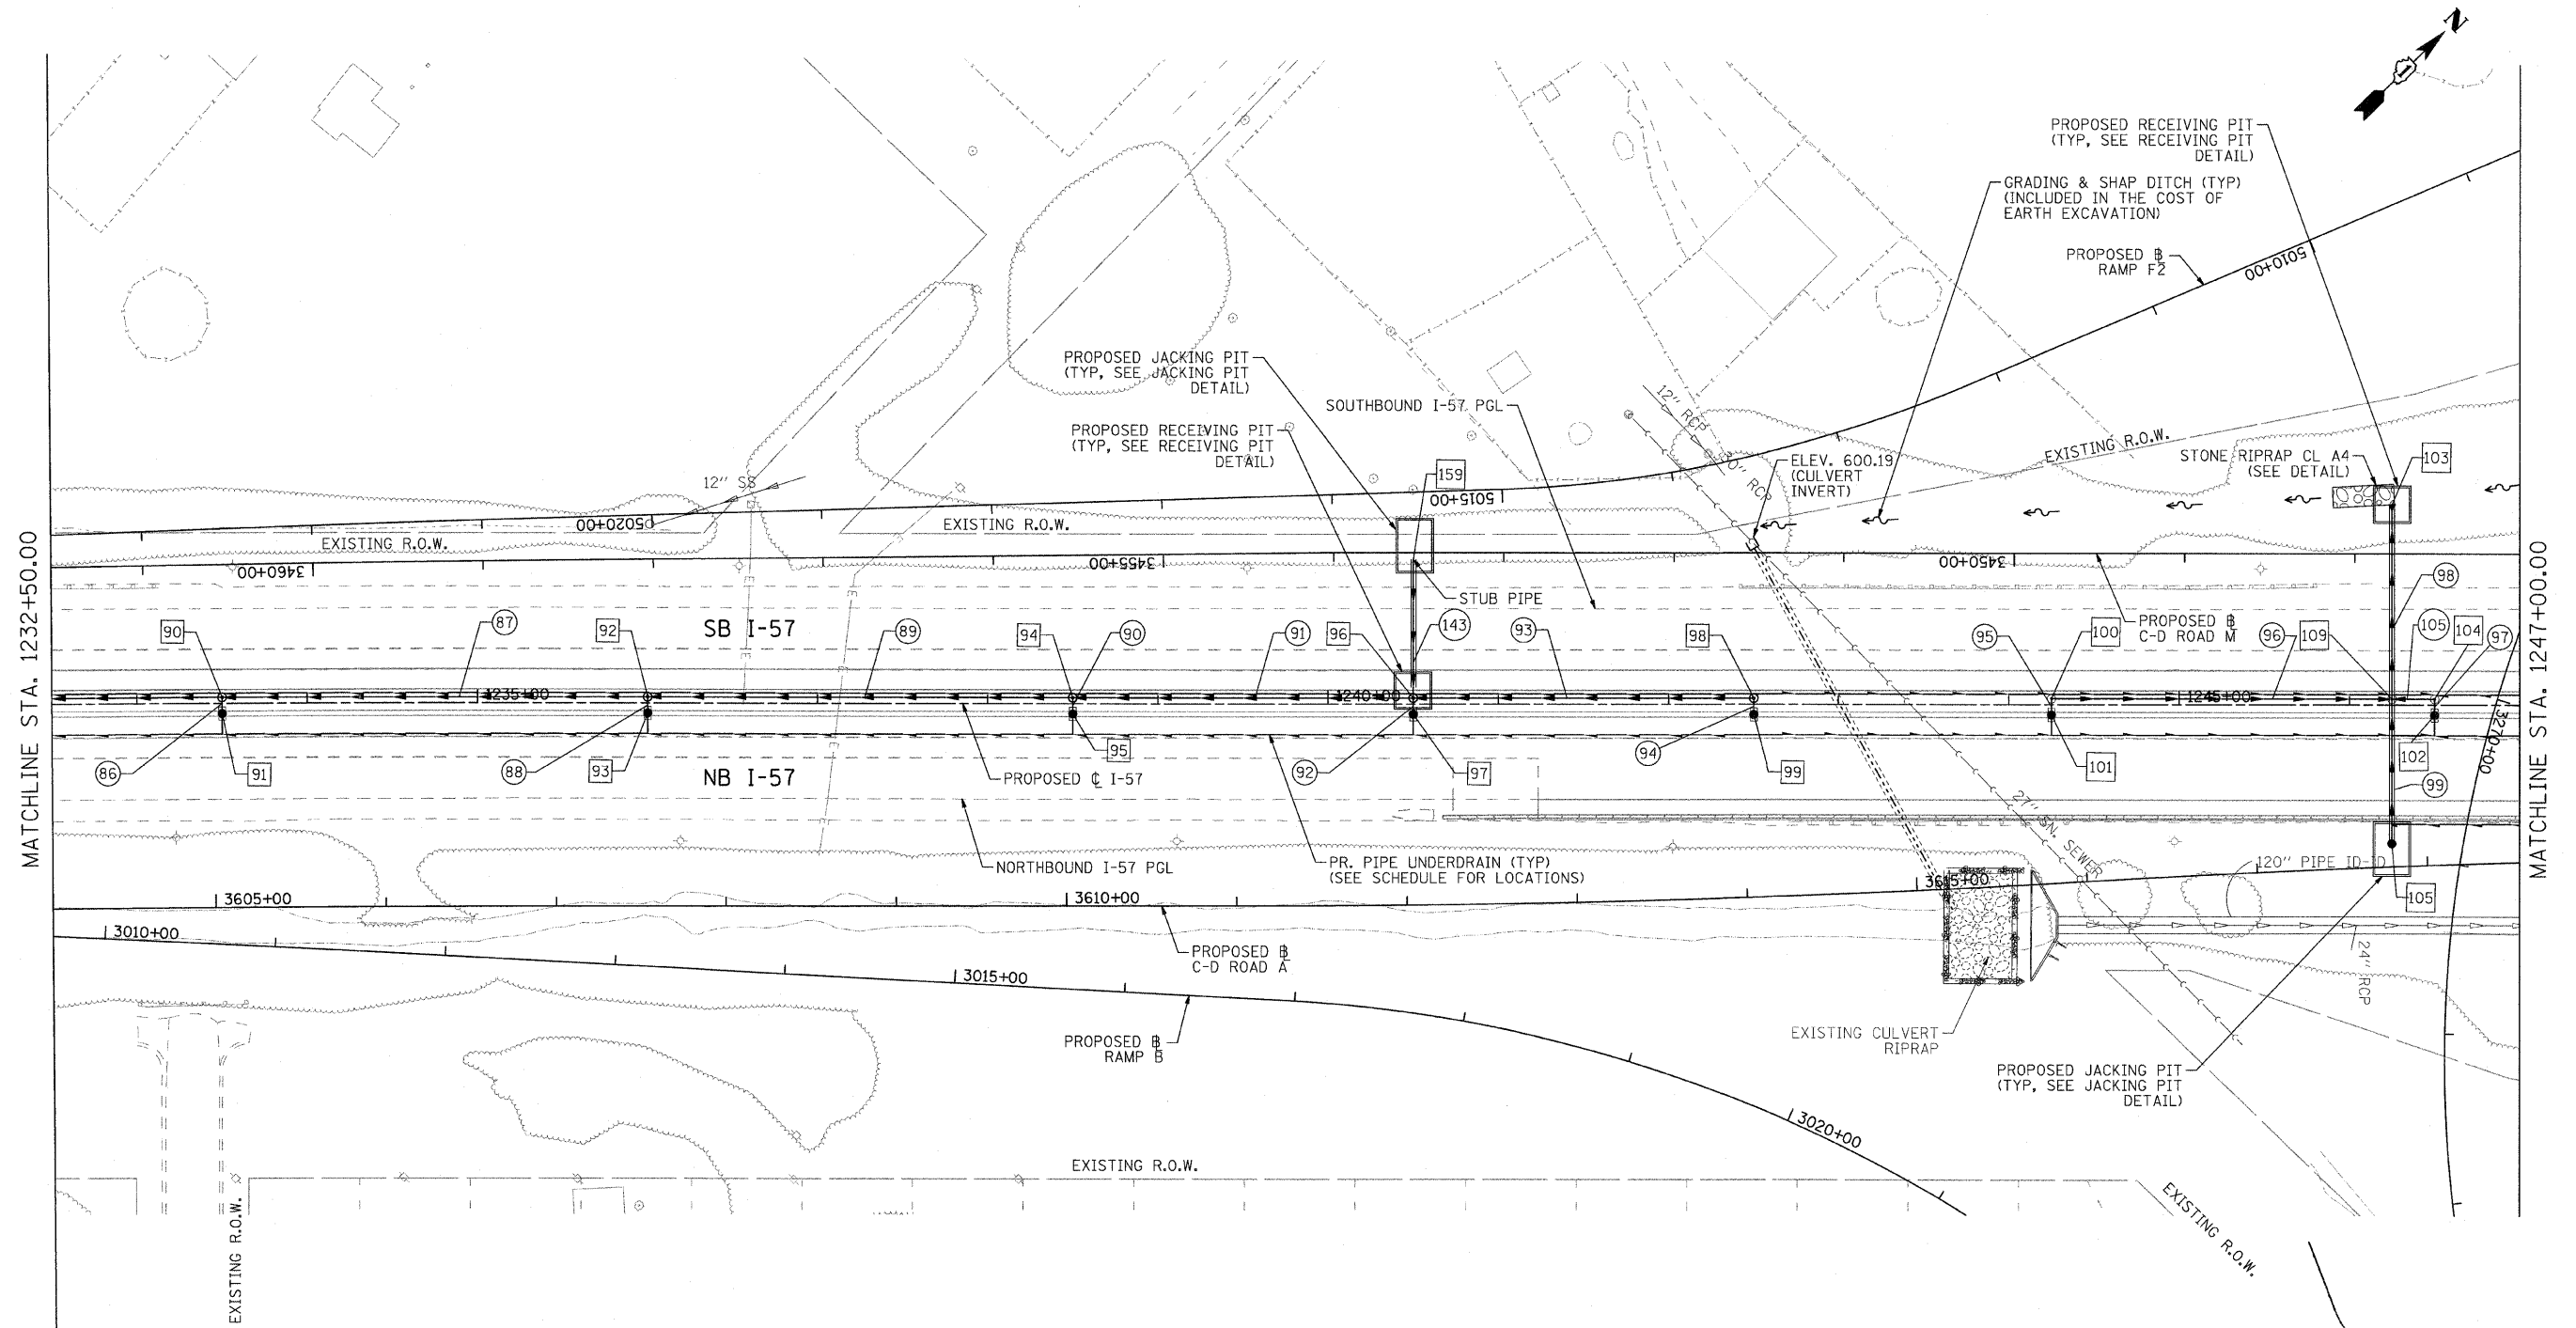 N
1
PROPOSED RECEIVING PIT
(TYP, SEE RECEIVING PIT
DETAIL)
GRADING & SHAP DITCH (TYP)
(INCLUDED IN THE COST OF
EARTH EXCAVATION)
PROPOSED B
RAMP F2
5010+00
PROPOSED JACKING PIT
(TYP, SEE JACKING PIT
DETAIL)
SOUTHBOUND I-57 PGL
PROPOSED RECEIVING PIT
(TYP, SEE RECEIVING PIT
DETAIL)
12" RCP
30" RCP
ELEV. 600.19
(CULVERT
INVERT)
EXISTING R.O.W.
STONE RIPRAP CL A4
(SEE DETAIL)
103
159
12" SS
5020+00
5015+00
EXISTING R.O.W.
EXISTING R.O.W.
MATCHLINE STA. 1232+50.00
MATCHLINE STA. 1247+00.00
3460+00
3455+00
3450+00
98
STUB PIPE
PROPOSED B
C-D ROAD M
90
87
92
SB I-57
89
94
90
91
96
143
93
98
95
100
96
109
105
104
97
1235+00
1240+00
1245+00
86
91
88
93
NB I-57
95
PROPOSED CL I-57
92
97
94
99
101
102
99
3270+00
27" SN. SEWER
NORTHBOUND I-57 PGL
PR. PIPE UNDERDRAIN (TYP)
(SEE SCHEDULE FOR LOCATIONS)
120" PIPE ID-ID
3605+00
3610+00
3615+00
105
3010+00
PROPOSED B
C-D ROAD A
3015+00
24" RCP
EXISTING CULVERT
RIPRAP
PROPOSED B
RAMP B
PROPOSED JACKING PIT
(TYP, SEE JACKING PIT
DETAIL)
3020+00
EXISTING R.O.W.
EXISTING R.O.W.
EXISTING R.O.W.